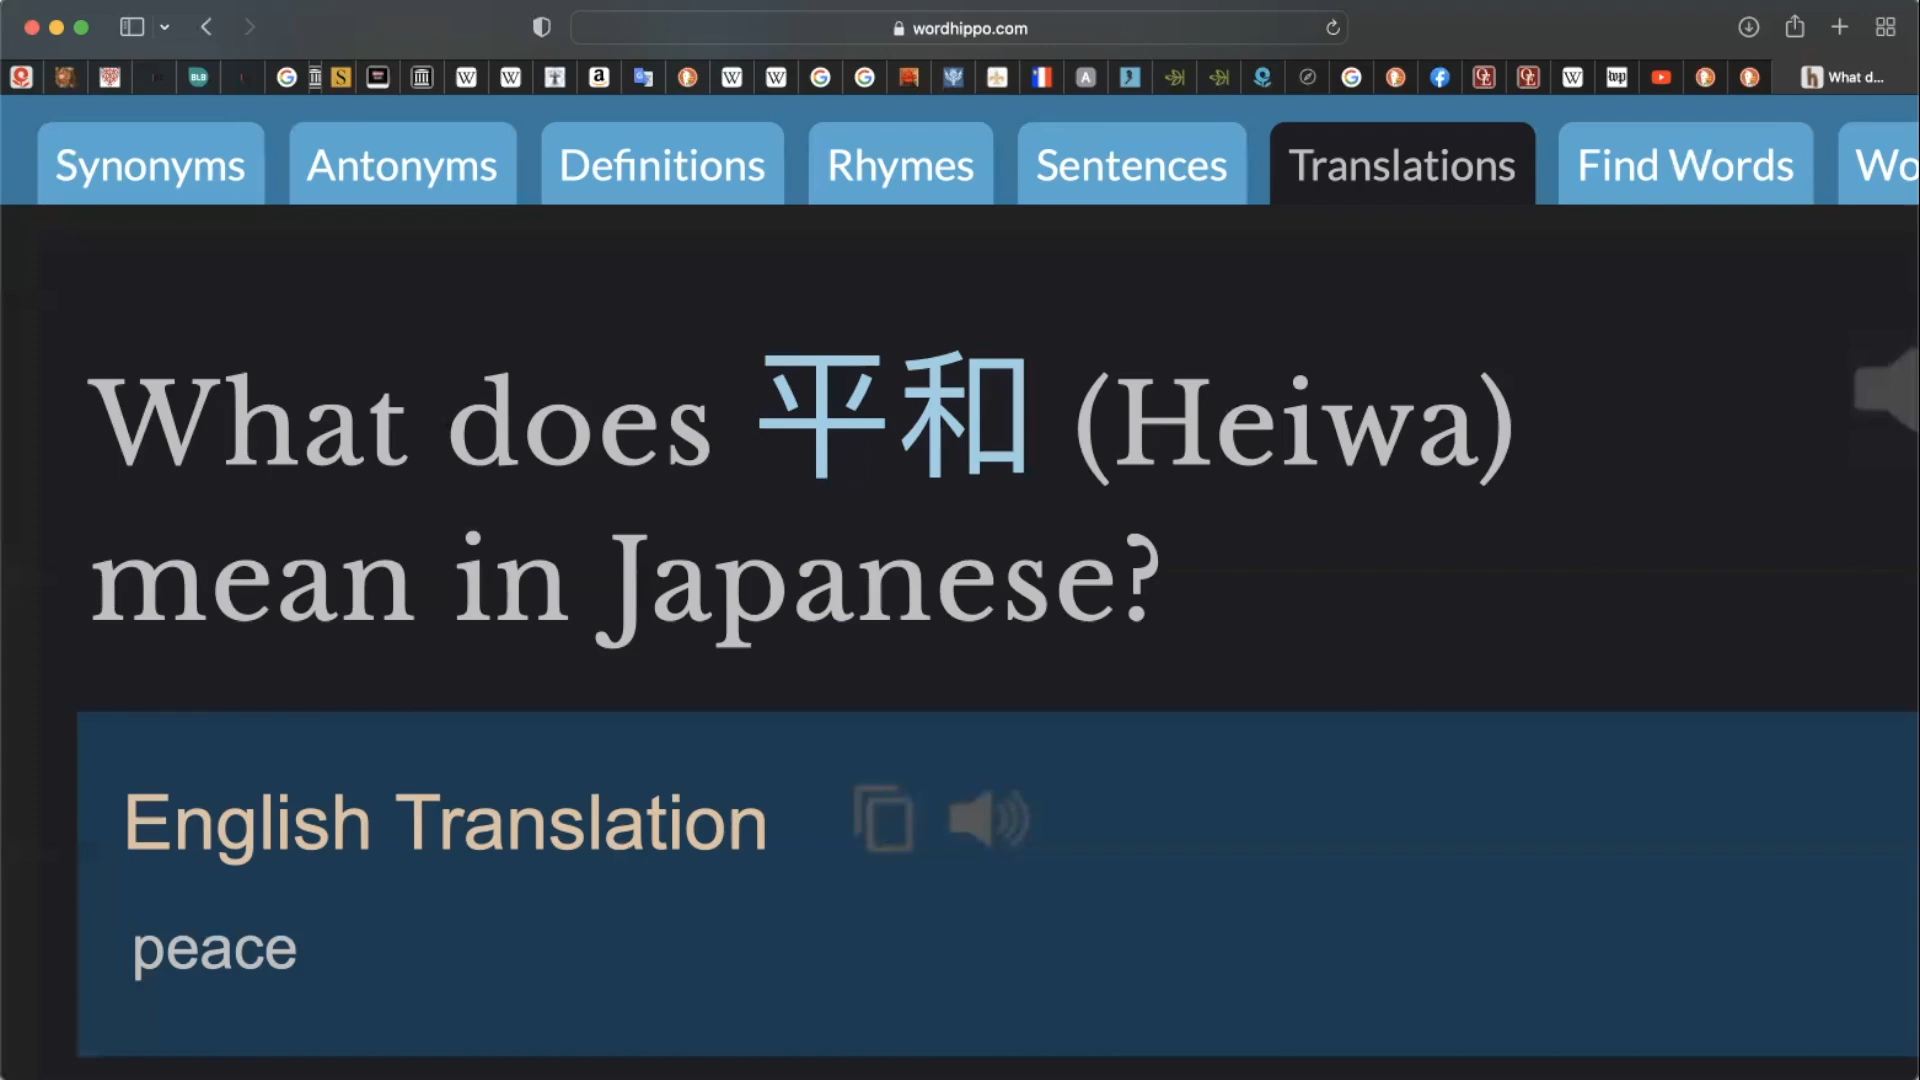 wordhippo.com
BLB
What d...
Synonyms Antonyms Definitions Rhymes Sentences Translations Find Words Wo
What does 平和 (Heiwa)
mean in Japanese?
English Translation
peace